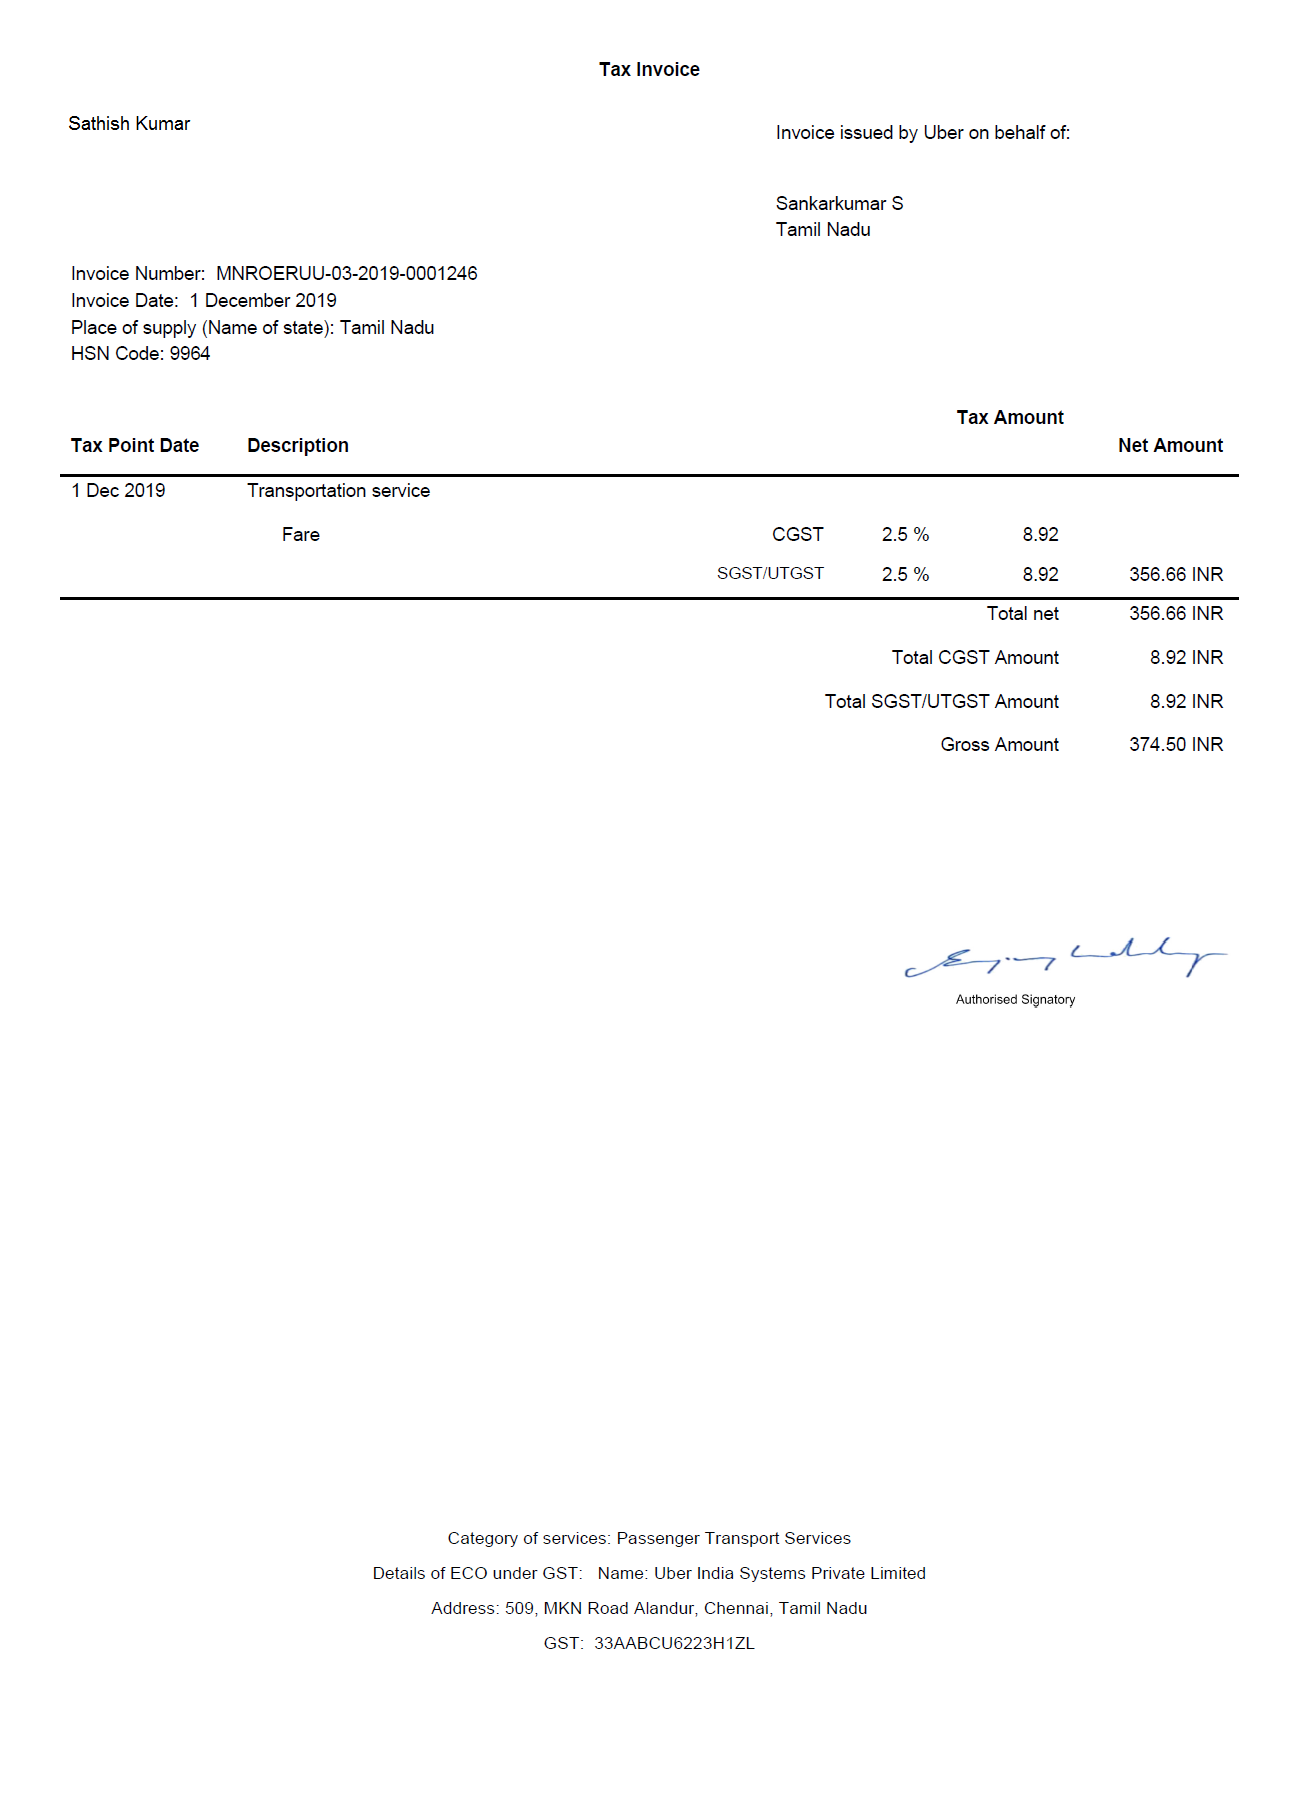 Tax Invoice
Sathish Kumar
Invoice issued by Uber on behalf of:
Sankarkumar S
Tamil Nadu
Invoice Number:  MNROERUU-03-2019-0001246
Invoice Date:  1 December 2019
Place of supply (Name of state): Tamil Nadu
HSN Code: 9964
Tax Amount
Tax Point Date Description Net Amount
1 Dec 2019 Transportation service
Fare CGST 2.5 % 8.92
SGST/UTGST 2.5 % 8.92 356.66 INR
Total net 356.66 INR
Total CGST Amount 8.92 INR
Total SGST/UTGST Amount 8.92 INR
Gross Amount 374.50 INR
Authorised Signatory
Category of services: Passenger Transport Services
Details of ECO under GST:   Name: Uber India Systems Private Limited
Address: 509, MKN Road Alandur, Chennai, Tamil Nadu
GST:  33AABCU6223H1ZL